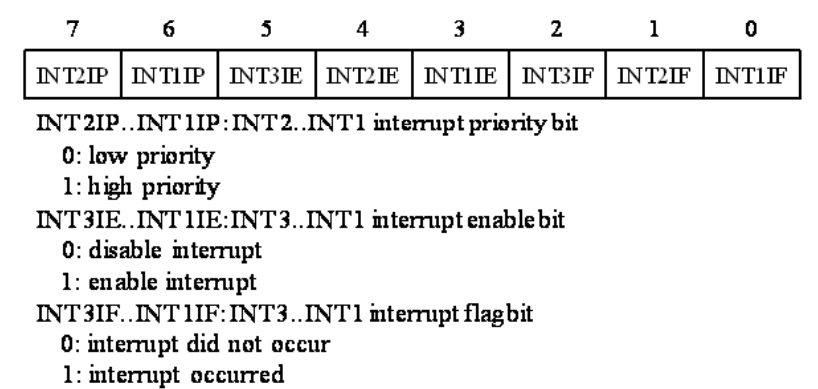 7 6 5 4 3 2 1 0
INT2IP INT1IP INT3IE INT2IE INT1IE INT3IF INT2IF INT1IF
INT2IP..INT1IP:INT2..INT1 interrupt priority bit
0: low priority
1: high priority
INT3IE..INT1IE:INT3..INT1 interrupt enable bit
0: disable interrupt
1: enable interrupt
INT3IF..INT1IF:INT3..INT1 interrupt flag bit
0: interrupt did not occur
1: interrupt occurred